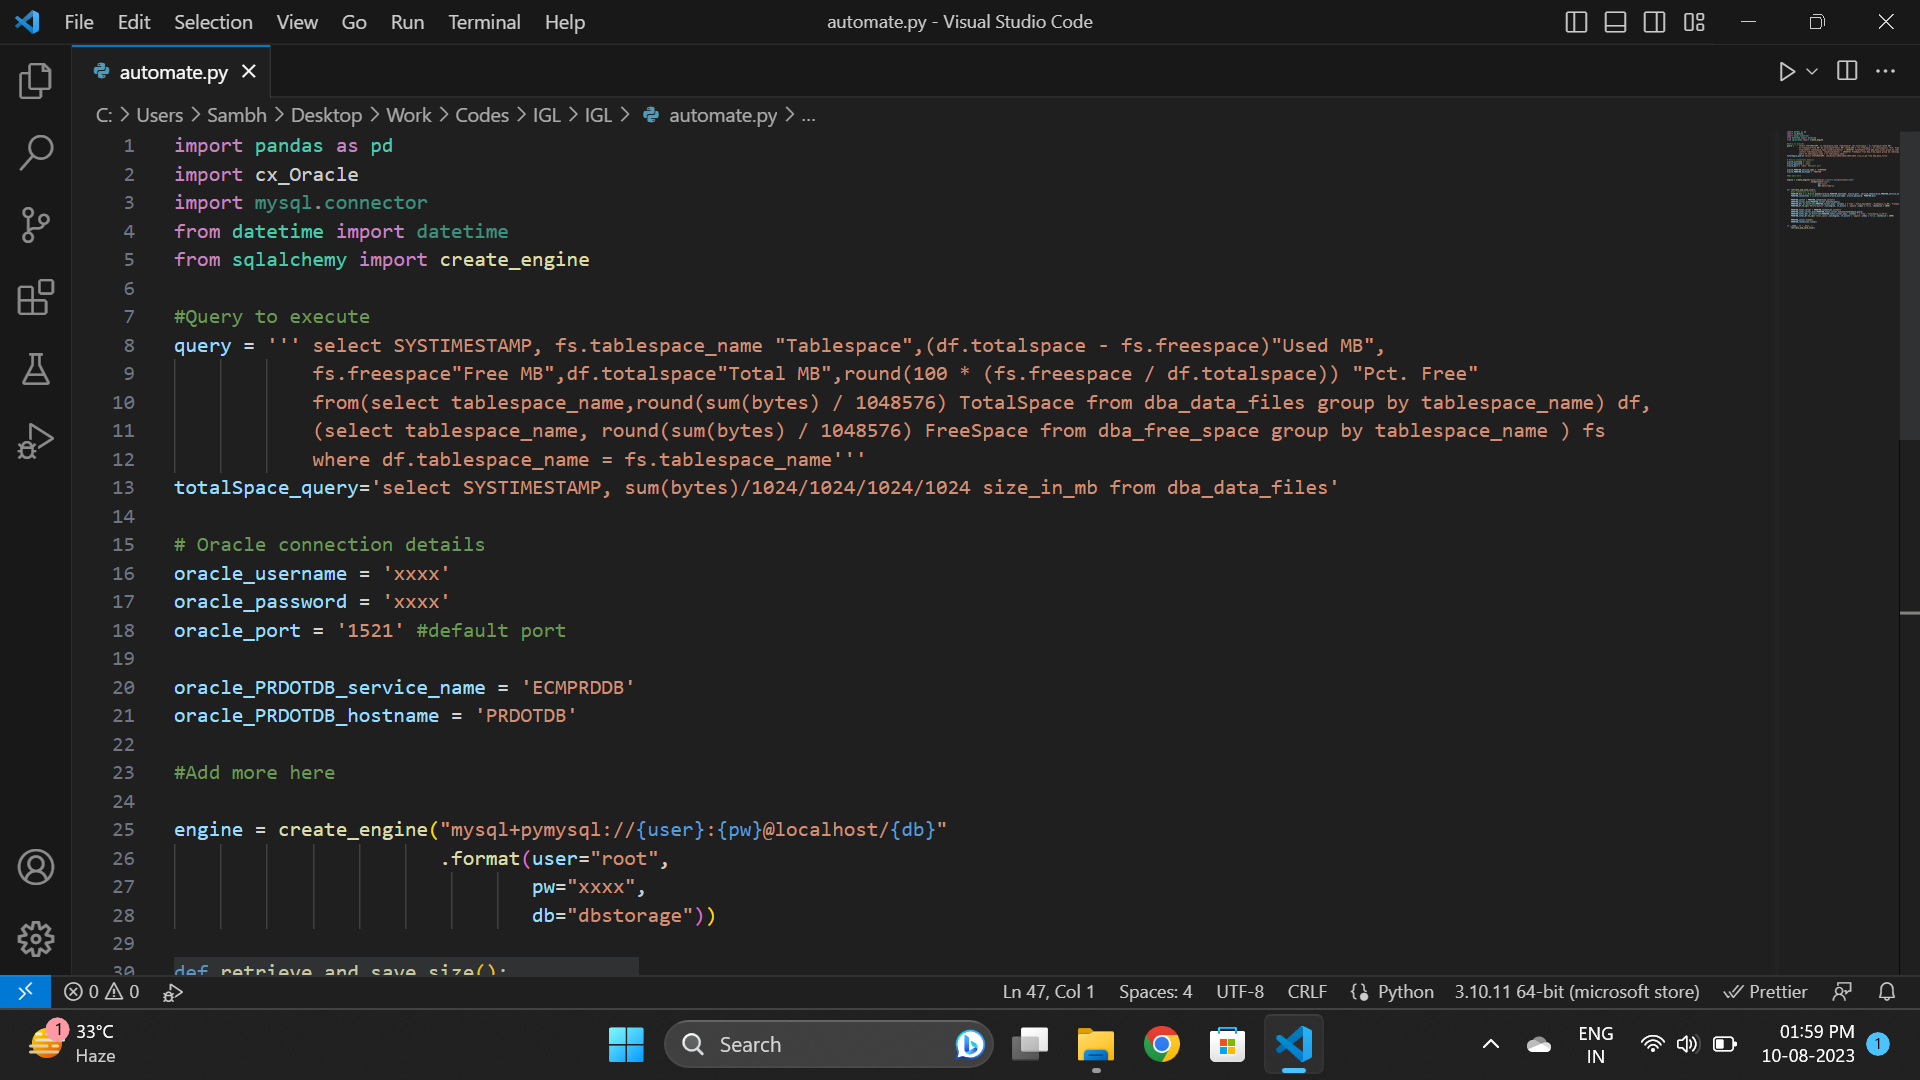 File Edit Selection View Go Run Terminal Help
automate.py - Visual Studio Code
automate.py
C: > Users > Sambh > Desktop > Work > Codes > IGL > IGL > automate.py > ...
1 import pandas as pd
2 import cx_Oracle
3 import mysql.connector
4 from datetime import datetime
5 from sqlalchemy import create_engine
6
7 #Query to execute
8 query = ''' select SYSTIMESTAMP, fs.tablespace_name "Tablespace",(df.totalspace - fs.freespace)"Used MB",
9 fs.freespace"Free MB",df.totalspace"Total MB",round(100 * (fs.freespace / df.totalspace)) "Pct. Free"
10 from(select tablespace_name,round(sum(bytes) / 1048576) TotalSpace from dba_data_files group by tablespace_name) df,
11 (select tablespace_name, round(sum(bytes) / 1048576) FreeSpace from dba_free_space group by tablespace_name ) fs
12 where df.tablespace_name = fs.tablespace_name'''
13 totalSpace_query='select SYSTIMESTAMP, sum(bytes)/1024/1024/1024/1024 size_in_mb from dba_data_files'
14
15 # Oracle connection details
16 oracle_username = 'xxxx'
17 oracle_password = 'xxxx'
18 oracle_port = '1521' #default port
19
20 oracle_PRDOTDB_service_name = 'ECMPRDDB'
21 oracle_PRDOTDB_hostname = 'PRDOTDB'
22
23 #Add more here
24
25 engine = create_engine("mysql+pymysql://{user}:{pw}@localhost/{db}"
26 .format(user="root",
27 pw="xxxx",
28 db="dbstorage"))
29
30 def retrieve_and_save_size():
0 0 Ln 47, Col 1 Spaces: 4 UTF-8 CRLF Python 3.10.11 64-bit (microsoft store) Prettier
1 33°C
Haze
Search
ENG
IN
01:59 PM
10-08-2023
1